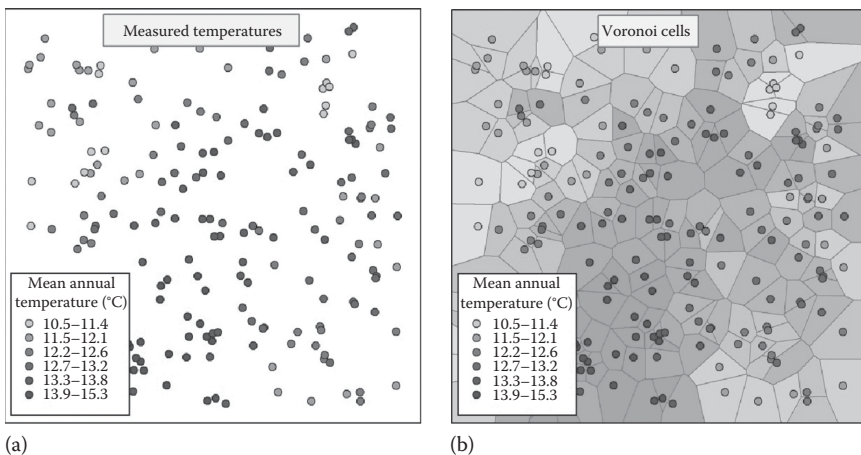 Measured temperatures
Mean annual
temperature (°C)
10.5–11.4
11.5–12.1
12.2–12.6
12.7–13.2
13.3–13.8
13.9–15.3
(a)
Voronoi cells
Mean annual
temperature (°C)
10.5–11.4
11.5–12.1
12.2–12.6
12.7–13.2
13.3–13.8
13.9–15.3
(b)